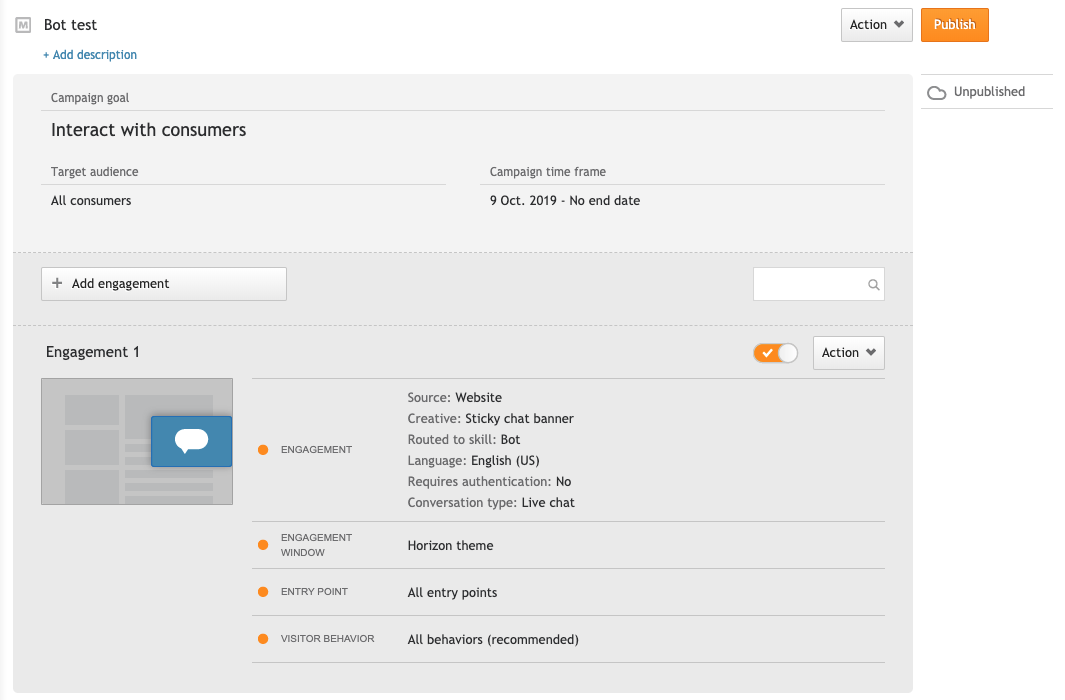 M Bot test
Action
Publish
+ Add description
Unpublished
Campaign goal
Interact with consumers
Target audience
Campaign time frame
All consumers
9 Oct. 2019 - No end date
+ Add engagement
Engagement 1
Action
ENGAGEMENT
Source: Website
Creative: Sticky chat banner
Routed to skill: Bot
Language: English (US)
Requires authentication: No
Conversation type: Live chat
ENGAGEMENT
WINDOW
Horizon theme
ENTRY POINT
All entry points
VISITOR BEHAVIOR
All behaviors (recommended)